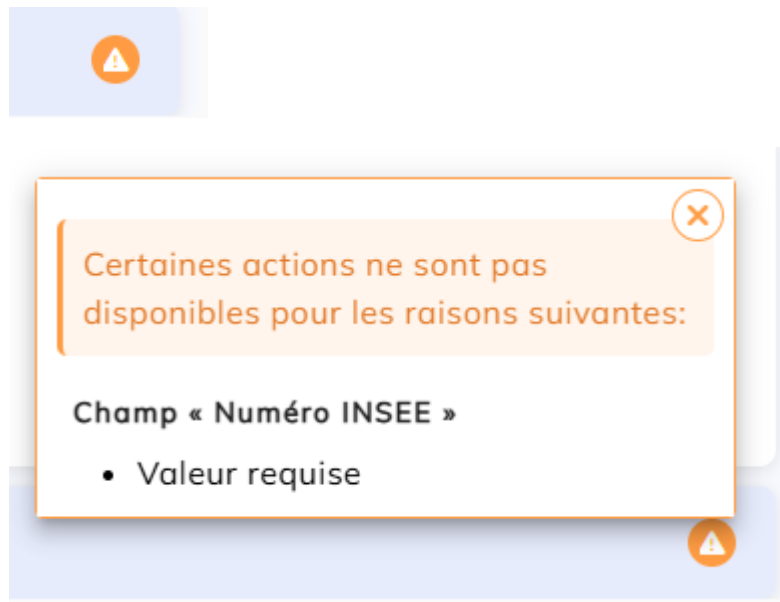 Certaines actions ne sont pas
disponibles pour les raisons suivantes:
Champ « Numéro INSEE »
• Valeur requise